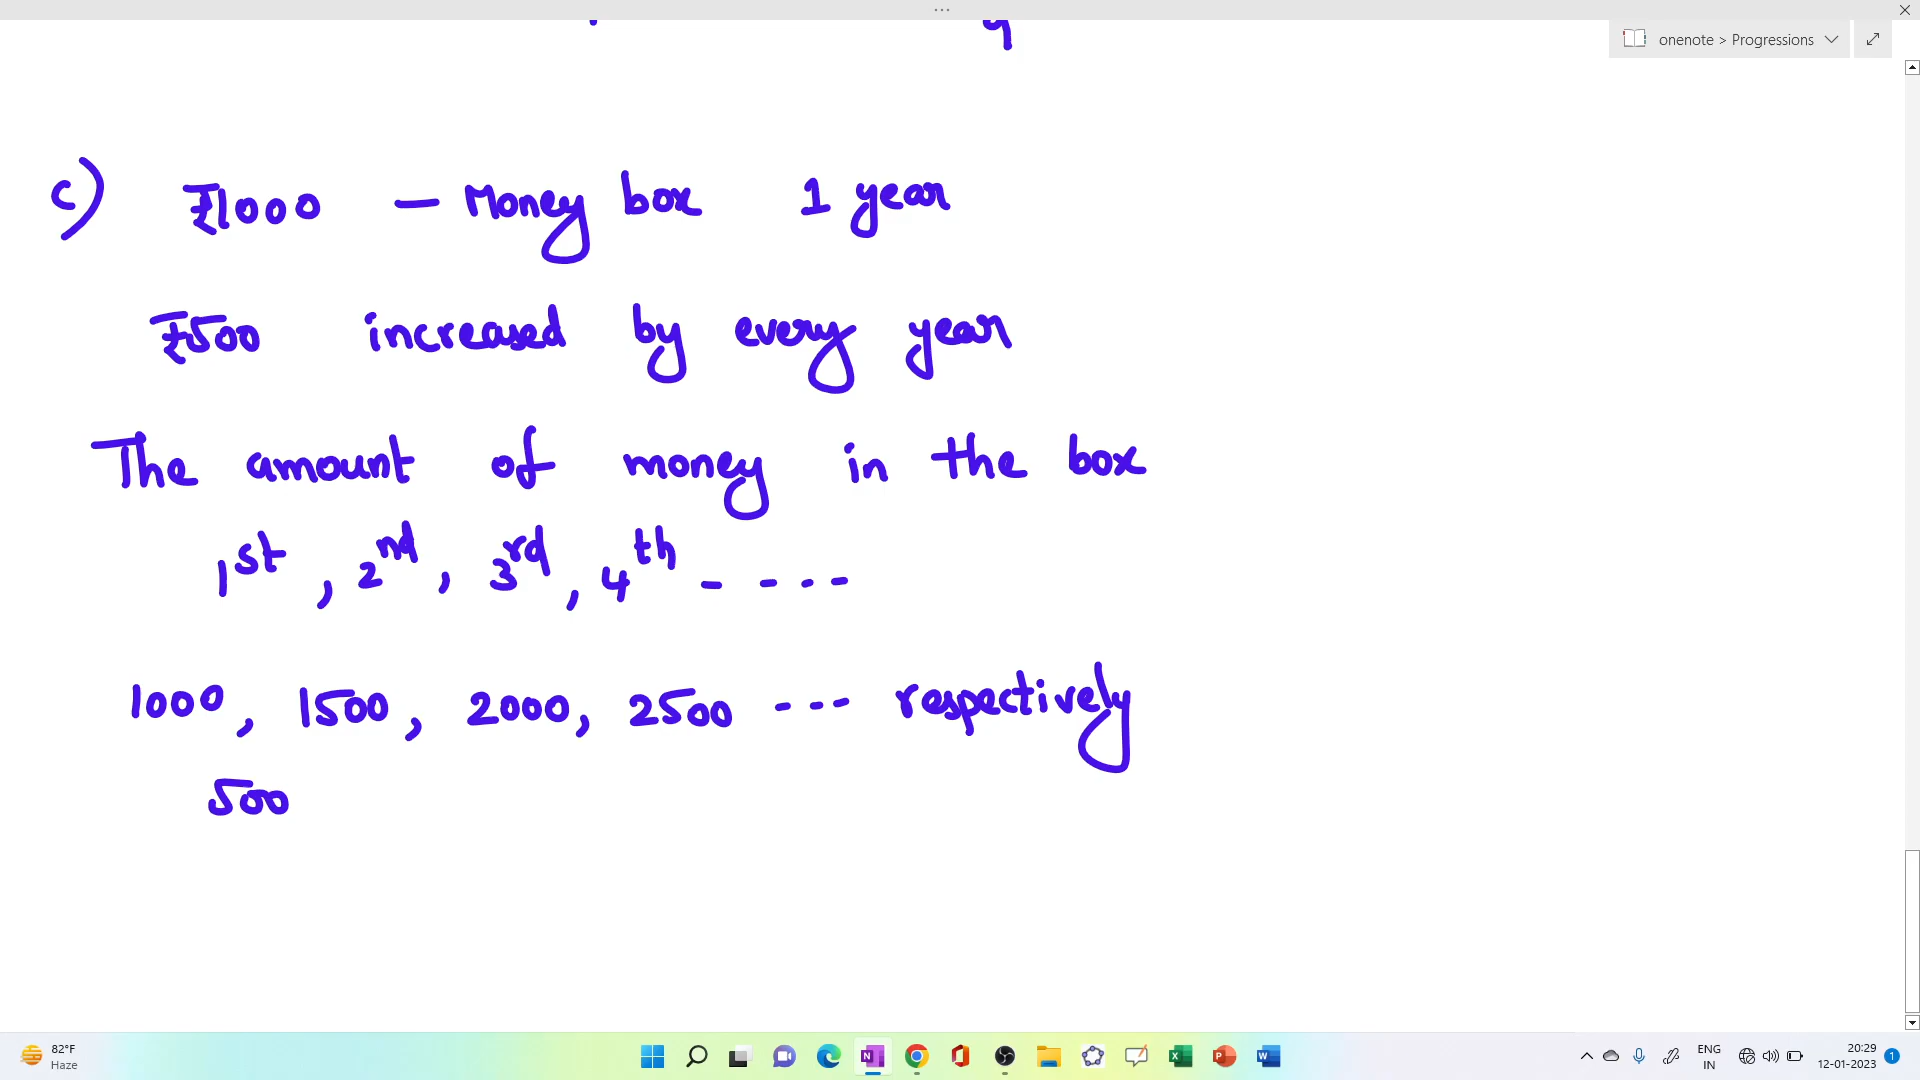 onenote > Progressions
c) ₹1000 — Money box 1 year
₹500 increased by every year
The amount of money in the box
1st, 2nd, 3rd, 4th - - - -
1000, 1500, 2000, 2500 --- respectively
500
82°F
Haze
ENG
IN
20:29
12-01-2023
1